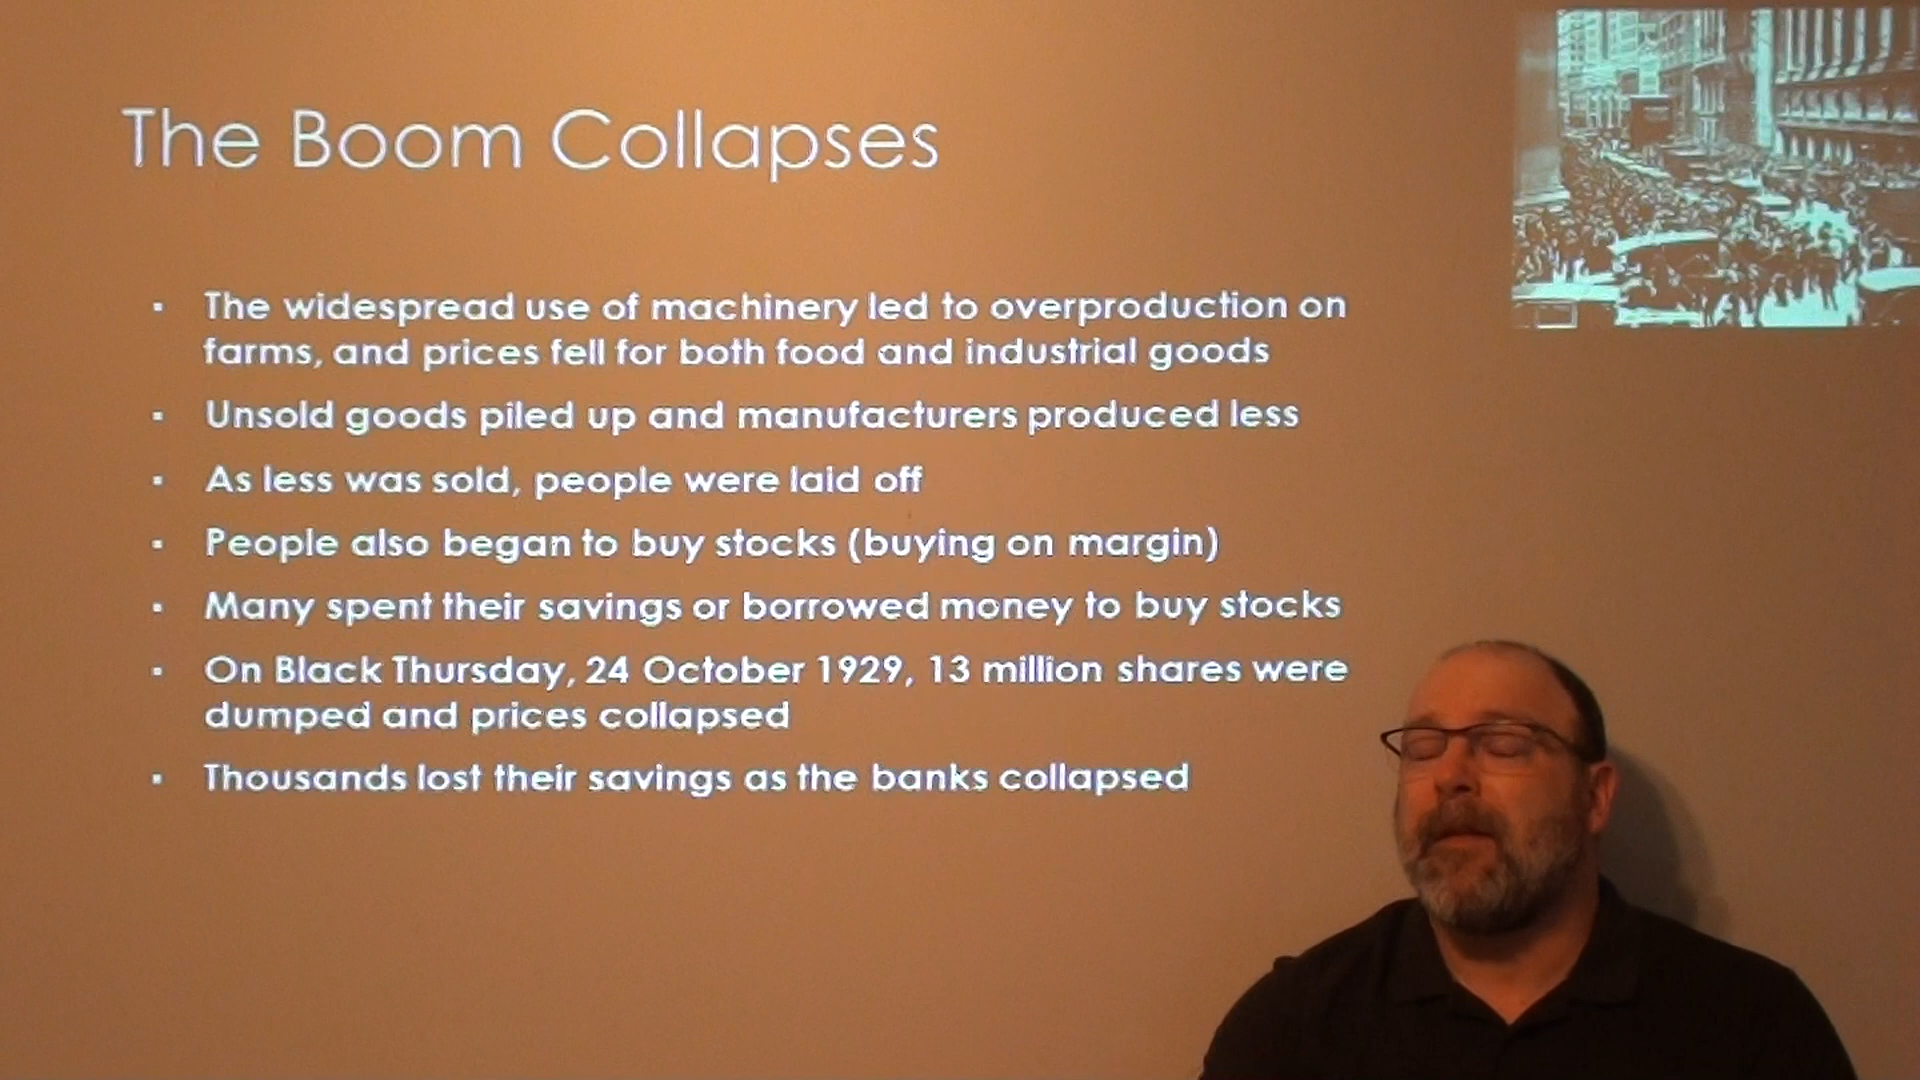 The Boom Collapses
▪ The widespread use of machinery led to overproduction on
farms, and prices fell for both food and industrial goods
▪ Unsold goods piled up and manufacturers produced less
▪ As less was sold, people were laid off
▪ People also began to buy stocks (buying on margin)
▪ Many spent their savings or borrowed money to buy stocks
▪ On Black Thursday, 24 October 1929, 13 million shares were
dumped and prices collapsed
▪ Thousands lost their savings as the banks collapsed